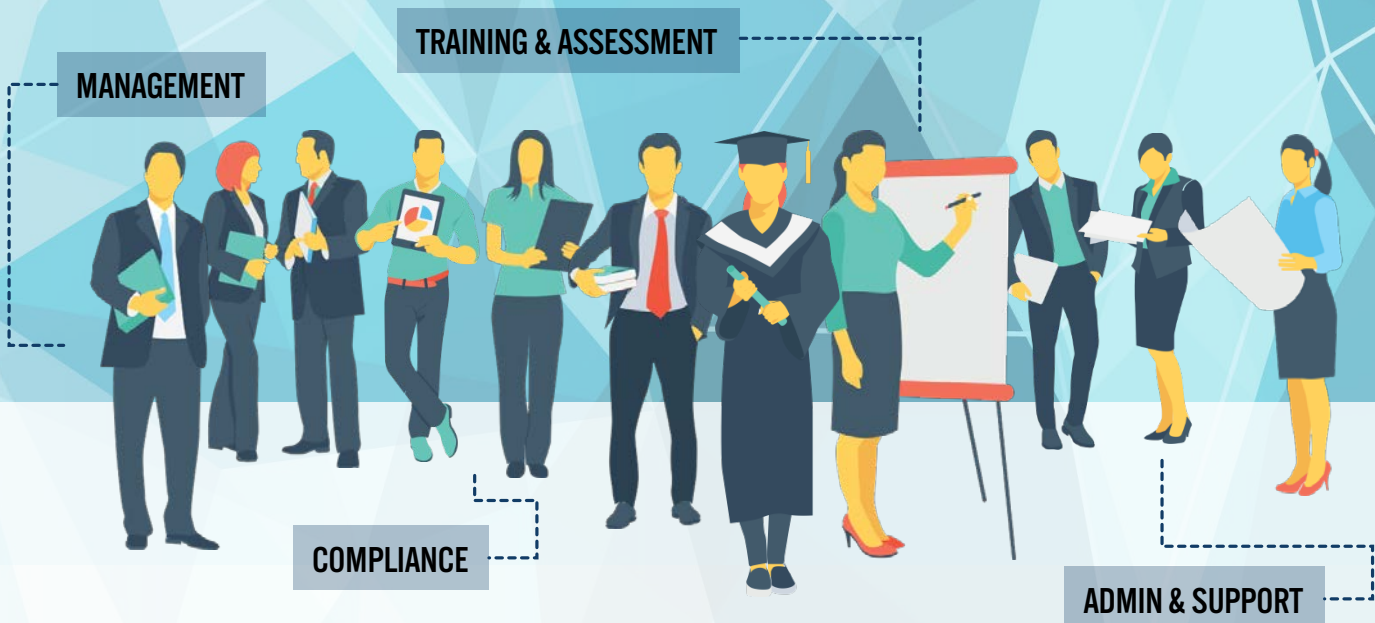 TRAINING & ASSESSMENT
MANAGEMENT
COMPLIANCE
ADMIN & SUPPORT